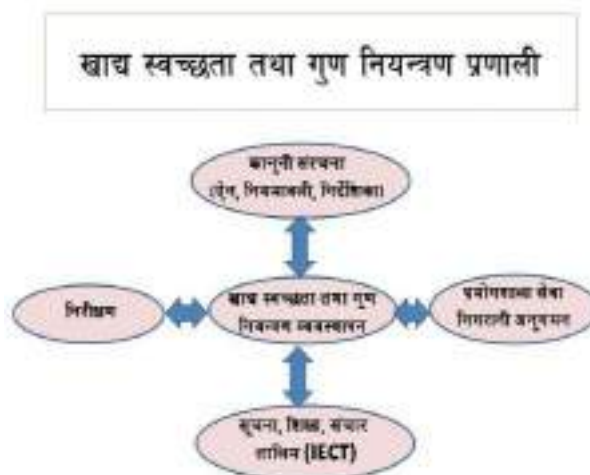 खाद्य स्वच्छता तथा गुण नियन्त्रण प्रणाली
कानूनी संरचना
(ऐन, नियमावली, निर्देशिका)
निरीक्षण
खाद्य स्वच्छता तथा गुण
नियन्त्रण व्यवस्थापन
प्रयोगशाला सेवा
निगरानी अनुगमन
सूचना, शिक्षा, संचार
तालिम (IECT)